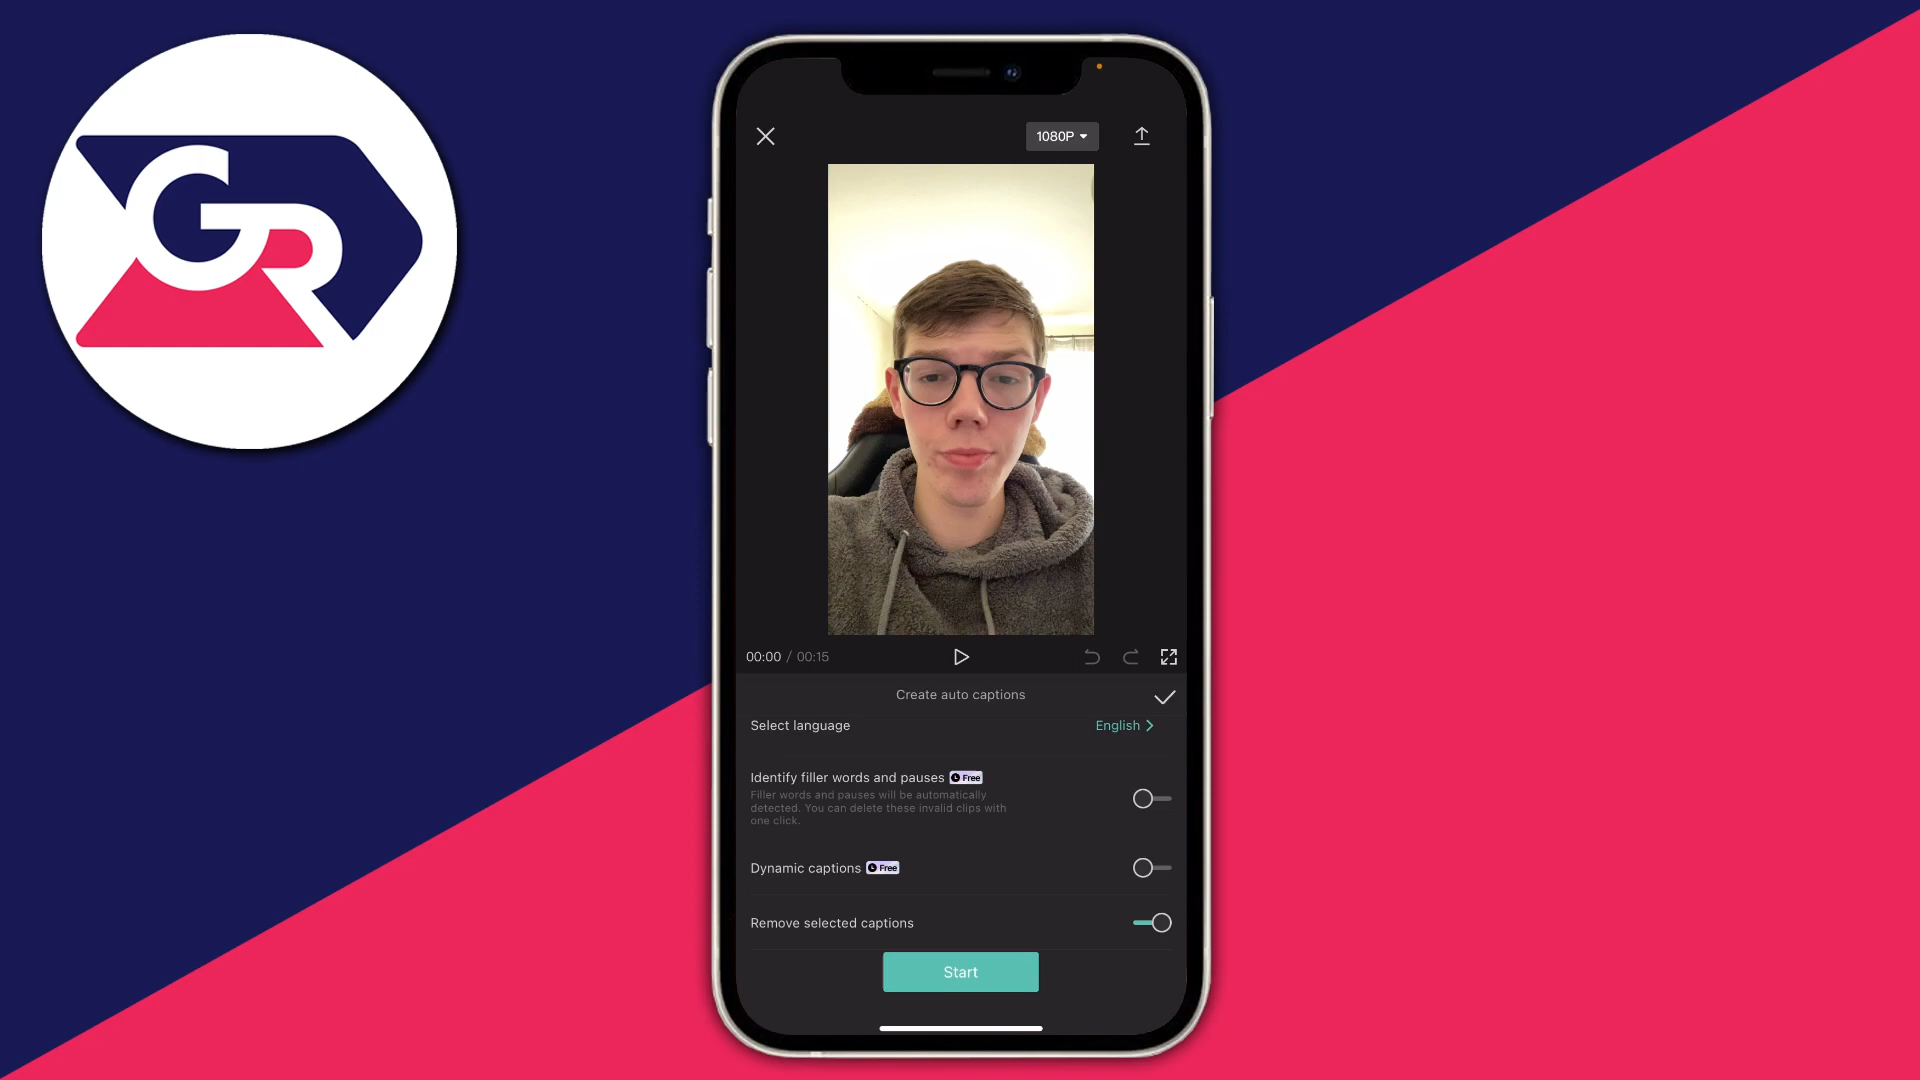 GR
1080P
00:00 / 00:15
Create auto captions
Select language
English
Identify filler words and pauses Free
Filler words and pauses will be automatically
detected. You can delete these invalid clips with
one click.
Dynamic captions Free
Remove selected captions
Start